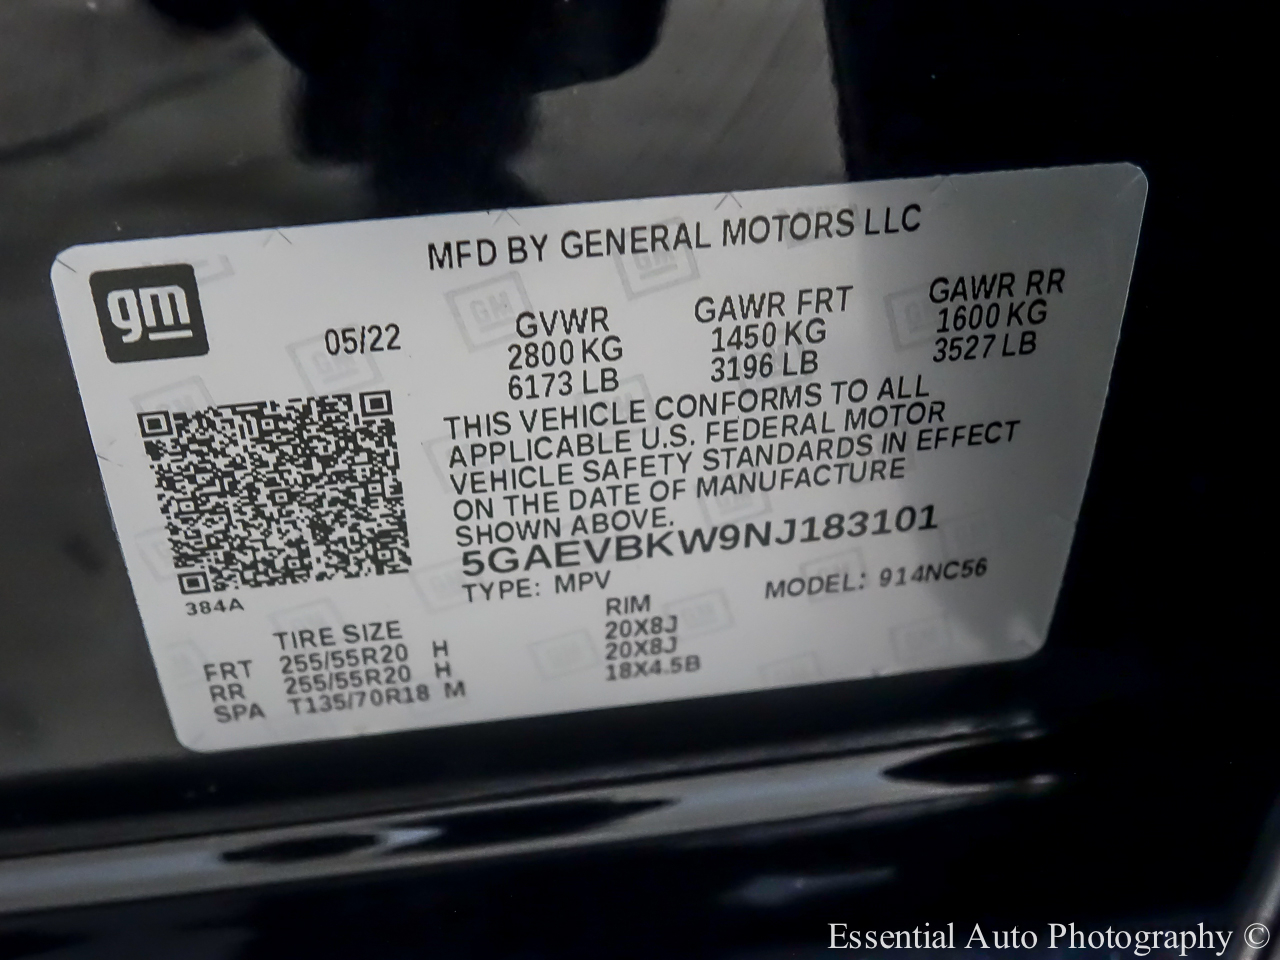 MFD BY GENERAL MOTORS LLC
gm
05/22
GVWR
2800 KG
6173 LB
GAWR FRT
1450 KG
3196 LB
GAWR RR
1600 KG
3527 LB
THIS VEHICLE CONFORMS TO ALL
APPLICABLE U.S. FEDERAL MOTOR
VEHICLE SAFETY STANDARDS IN EFFECT
ON THE DATE OF MANUFACTURE
SHOWN ABOVE.
5GAEVBKW9NJ183101
TYPE: MPV MODEL: 914NC56
384A
TIRE SIZE RIM
FRT 255/55R20 H 20X8J
RR 255/55R20 H 20X8J
SPA T135/70R18 M 18X4.5B
Essential Auto Photography ©